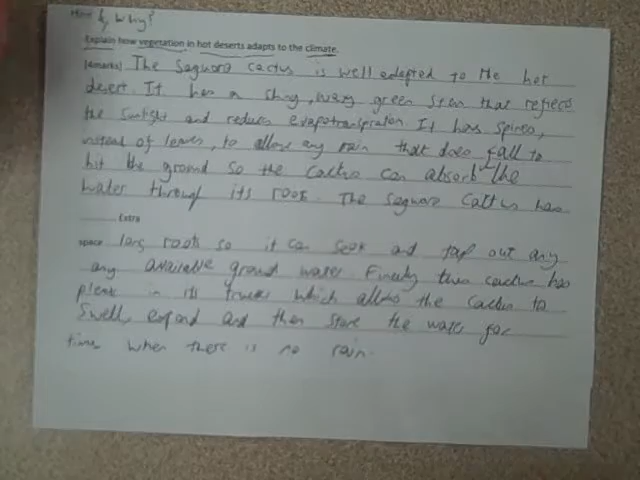 How & Why?
Explain how vegetation in hot deserts adapts to the climate.
[4marks] The Saguaro cactus is well adapted to the hot
desert. It has a shiny, waxy green stem that reflects
the sunlight and reduces evapotranspiration. It has spines,
instead of leaves, to allow any rain that does fall to
hit the ground so the cactus can absorb the
water through its roots. The Saguaro cactus has
Extra
space long roots so it can seek and tap out any
any available ground water. Finally this cactus has
pleats in its trunk which allows the cactus to
swell, expand and then store the water for
time when there is no rain.